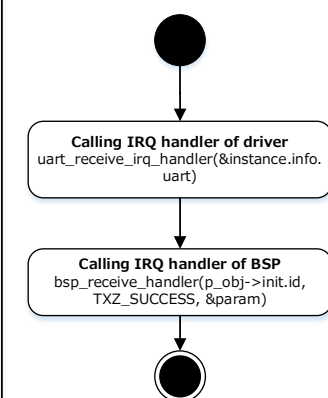 Calling IRQ handler of driver
uart_receive_irq_handler(&instance.info.
uart)
Calling IRQ handler of BSP
bsp_receive_handler(p_obj->init.id,
TXZ_SUCCESS, &param)